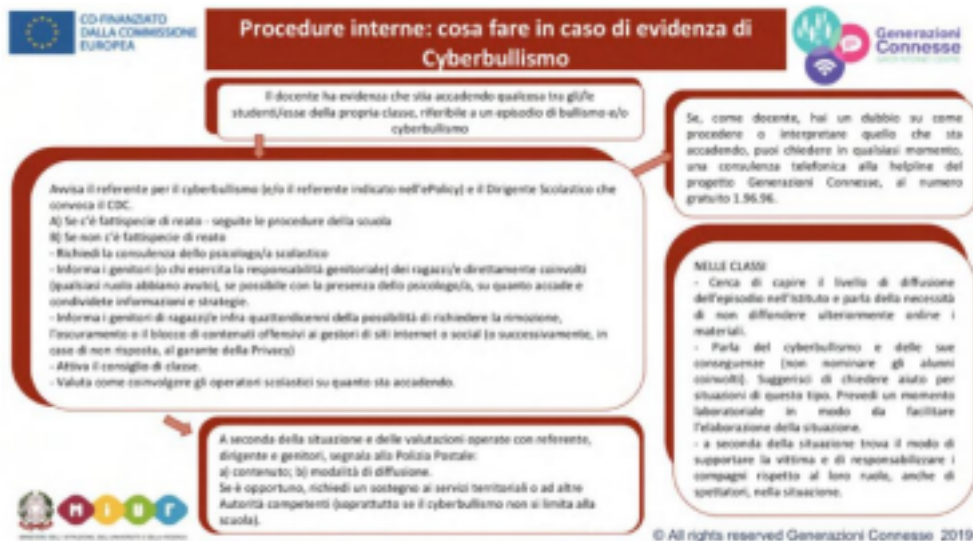 CO-FINANZIATO
DALLA COMMISSIONE
EUROPEA
Procedure interne: cosa fare in caso di evidenza di
Cyberbullismo
Generazioni
Connesse
Il docente ha evidenza che stia accadendo qualcosa tra gli/le
studenti/esse della propria classe, riferibile a un episodio di bullismo e/o
cyberbullismo
Se, come docente, hai un dubbio su come
procedere o interpretare quello che sta
accadendo, puoi chiedere in qualsiasi momento,
una consulenza telefonica alla helpline del
progetto Generazioni Connesse, al numero
gratuito 1.96.96.
Avvisa il referente per il cyberbullismo (e/o il referente indicato nell'ePolicy) e il Dirigente Scolastico che
convoca il CDC.
A) Se c'è fattispecie di reato - seguite le procedure della scuola
B) Se non c'è fattispecie di reato
- Richiedi la consulenza dello psicologo/a scolastico
- Informa i genitori (o chi esercita la responsabilità genitoriale) dei ragazzi/e direttamente coinvolti
(qualsiasi ruolo abbiano avuto), se possibile con la presenza dello psicologo/a, su quanto accade e
condividete informazioni e strategie.
- Informa i genitori di ragazzi/e infra quattordicenni della possibilità di richiedere la rimozione,
l'oscuramento o il blocco di contenuti offensivi ai gestori di siti internet o social (o successivamente, in
caso di non risposta, al garante della Privacy)
- Attiva il consiglio di classe.
- Valuta come coinvolgere gli operatori scolastici su quanto sta accadendo.
NELLE CLASSI
- Cerca di capire il livello di diffusione
dell'episodio nell'Istituto e parla della necessità
di non diffondere ulteriormente online i
materiali.
- Parla del cyberbullismo e delle sue
conseguenze (non nominare gli alunni
coinvolti). Suggerisci di chiedere aiuto per
situazioni di questo tipo. Prevedi un momento
laboratoriale in modo da facilitare
l'elaborazione della situazione.
- a seconda della situazione trova il modo di
supportare la vittima e di responsabilizzare i
compagni rispetto al loro ruolo, anche di
spettatori, nella situazione.
A seconda della situazione e delle valutazioni operate con referente,
dirigente e genitori, segnala alla Polizia Postale:
a) contenuto; b) modalità di diffusione.
Se è opportuno, richiedi un sostegno ai servizi territoriali o ad altre
Autorità competenti (soprattutto se il cyberbullismo non si limita alla
scuola).
MIUR
© All rights reserved Generazioni Connesse 2019